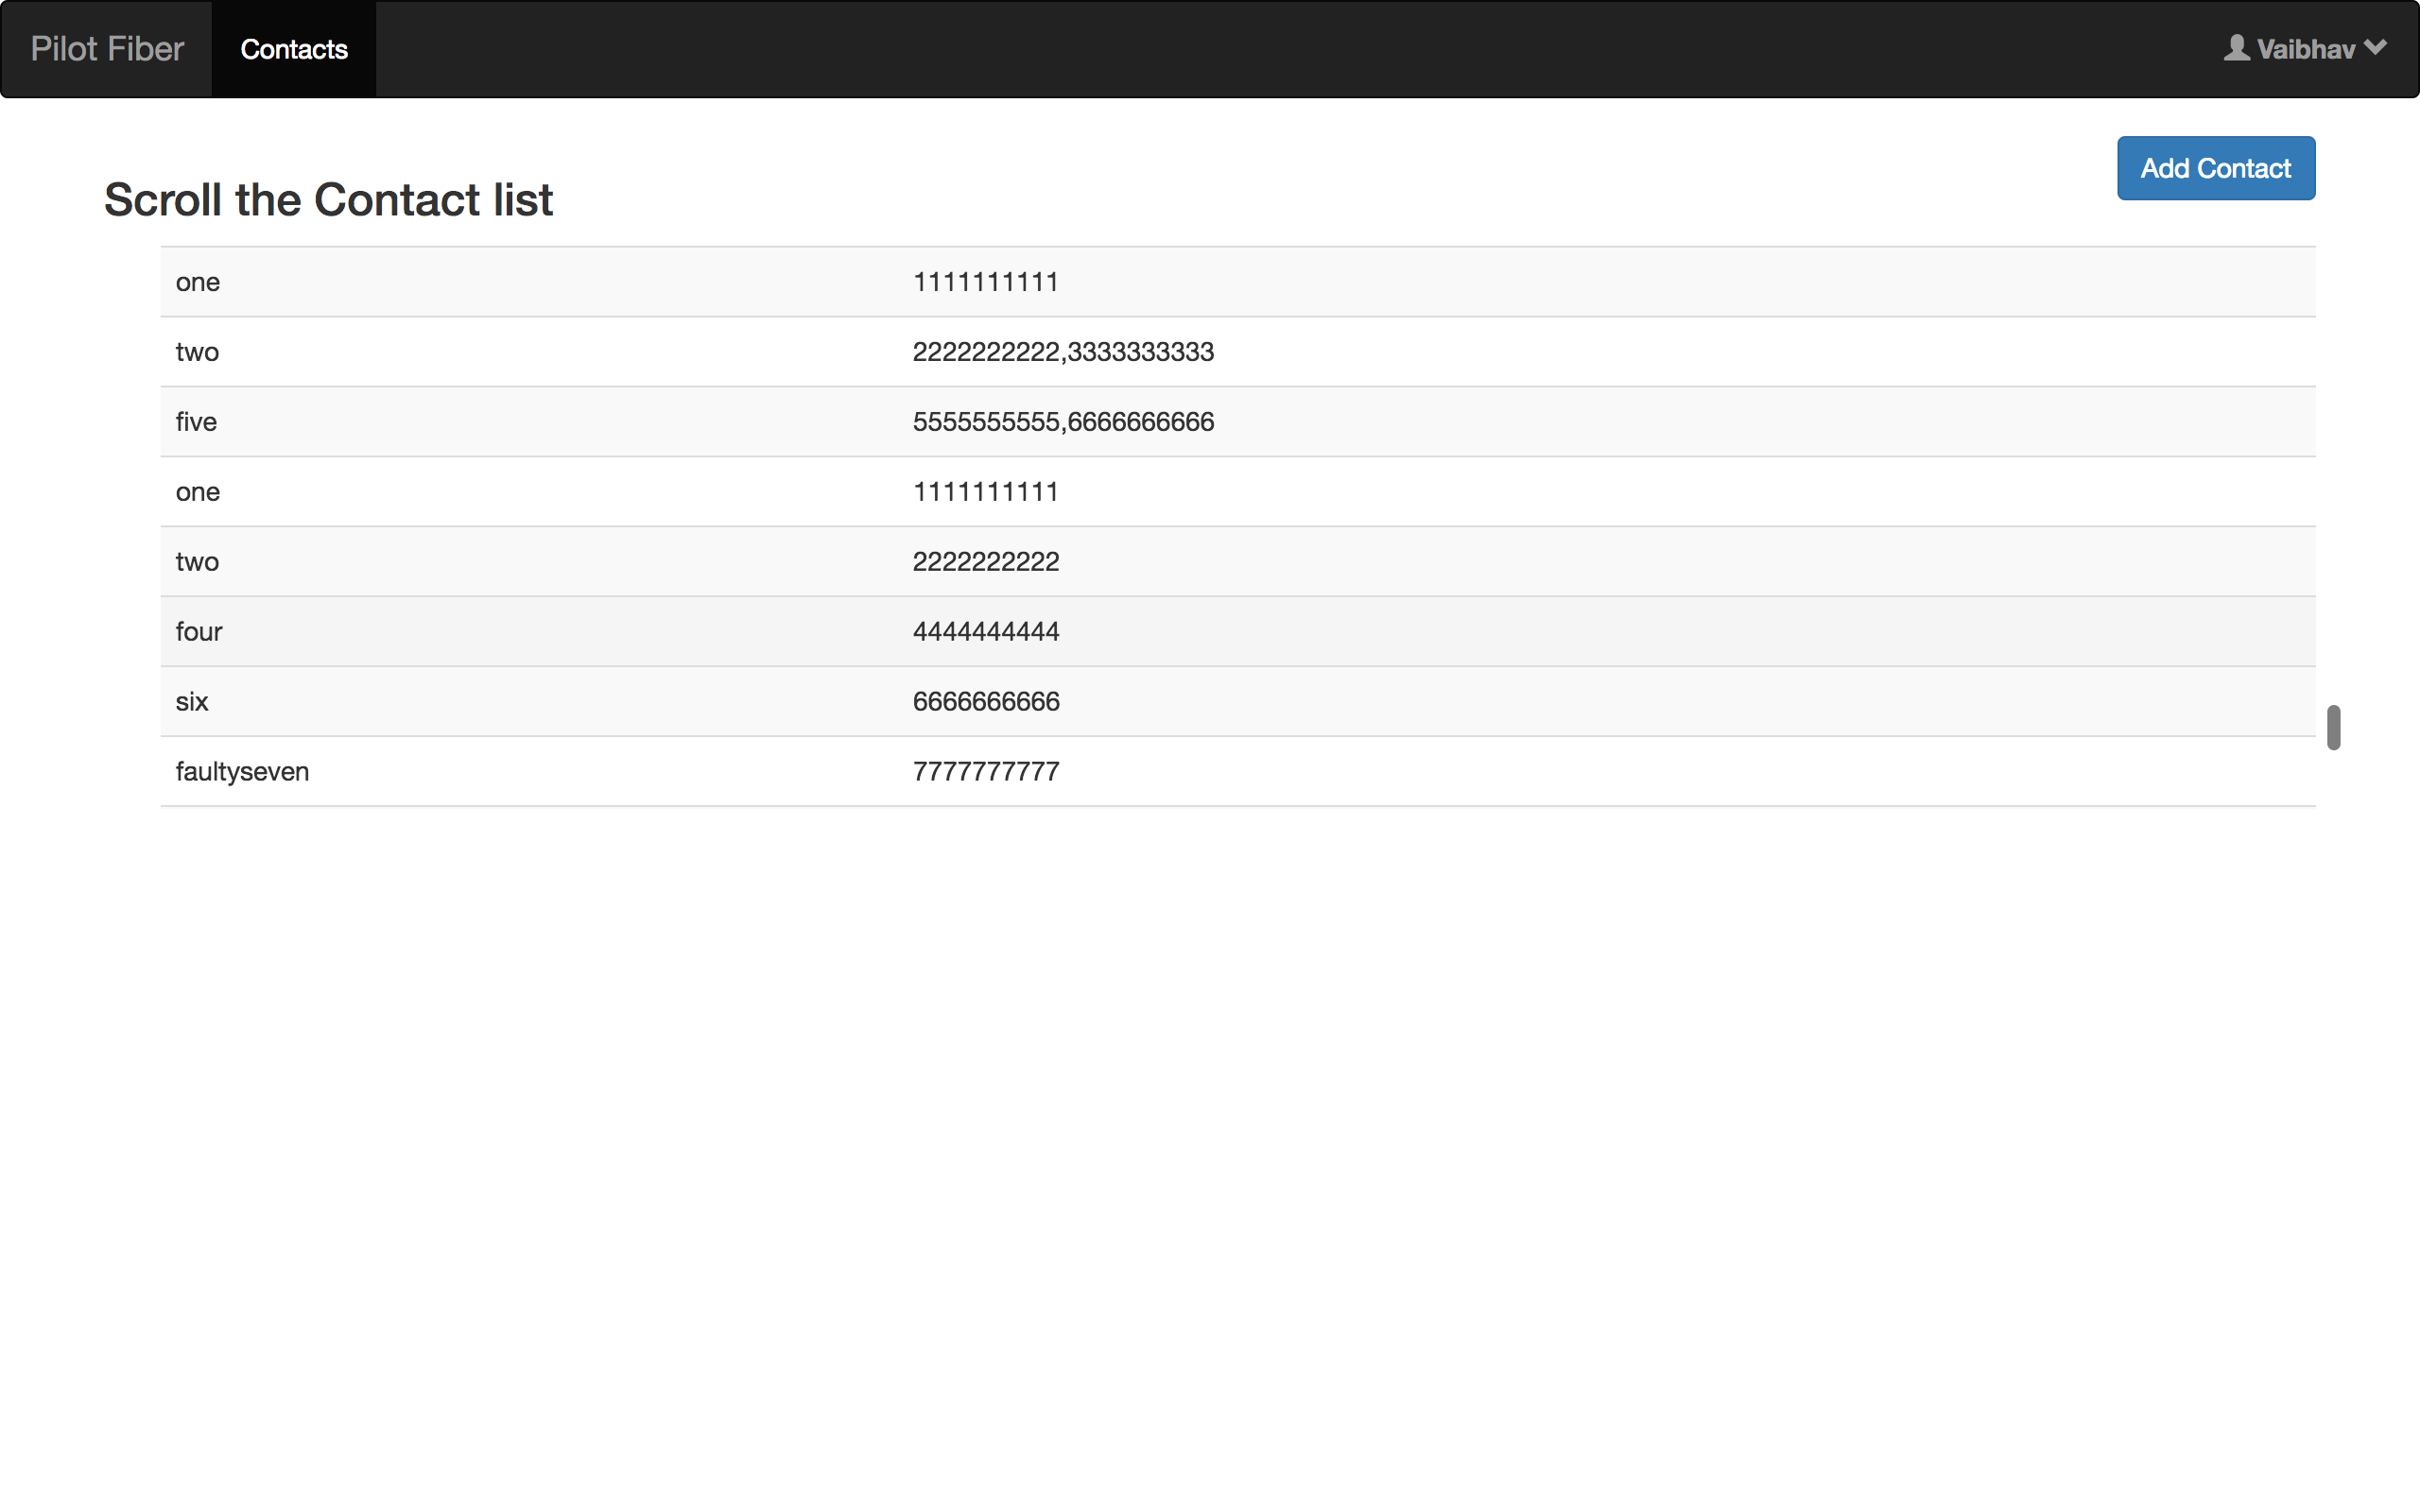 Pilot Fiber Contacts Vaibhav
Add Contact
Scroll the Contact list
one 1111111111
two 2222222222,3333333333
five 5555555555,6666666666
one 1111111111
two 2222222222
four 4444444444
six 6666666666
faultyseven 7777777777